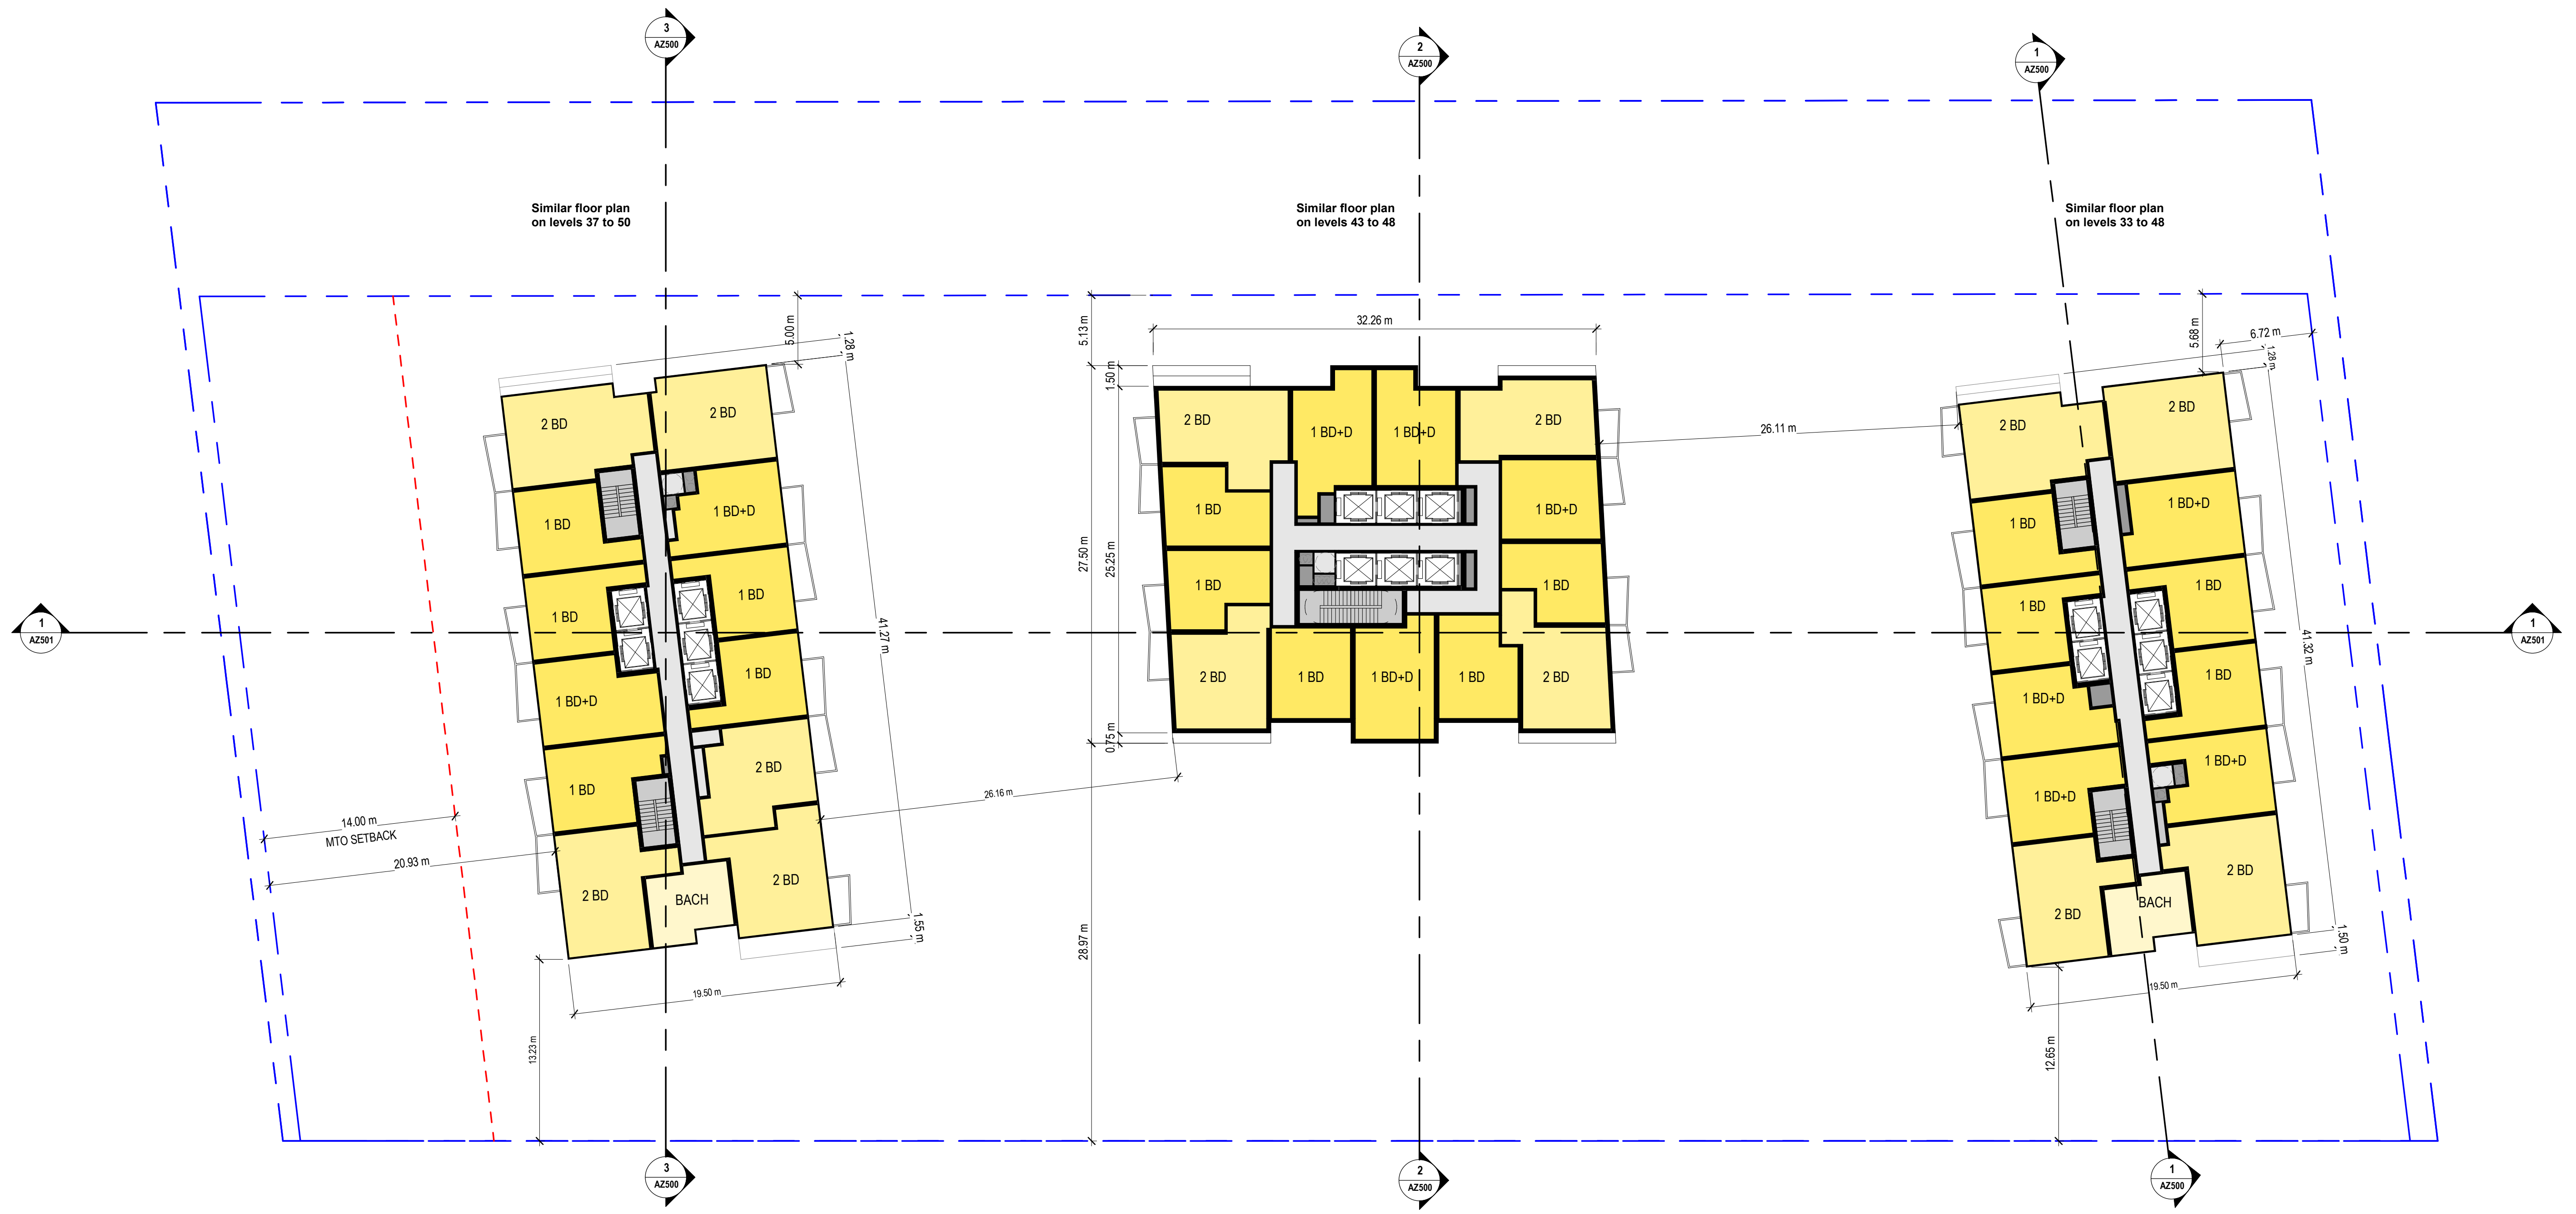 3
AZ500
2
AZ500
1
AZ500
Similar floor plan
on levels 37 to 50
Similar floor plan
on levels 43 to 48
Similar floor plan
on levels 33 to 48
5.00 m
1.28 m
5.13 m
32.26 m
1.50 m
5.68 m
6.72 m
1.28 m
2 BD
2 BD
1 BD
1 BD+D
1 BD
1 BD
1 BD+D
1 BD
1 BD
2 BD
2 BD
BACH
2 BD
41.27 m
1.55 m
19.50 m
13.23 m
14.00 m
MTO SETBACK
20.93 m
26.16 m
27.50 m
25.25 m
0.75 m
28.97 m
2 BD
1 BD+D
1 BD+D
2 BD
1 BD
1 BD+D
1 BD
1 BD
2 BD
1 BD
1 BD+D
1 BD
2 BD
26.11 m
2 BD
2 BD
1 BD
1 BD+D
1 BD
1 BD
1 BD+D
1 BD
1 BD+D
1 BD+D
2 BD
BACH
2 BD
41.32 m
1.50 m
19.50 m
12.65 m
1
AZ501
1
AZ501
3
AZ500
2
AZ500
1
AZ500